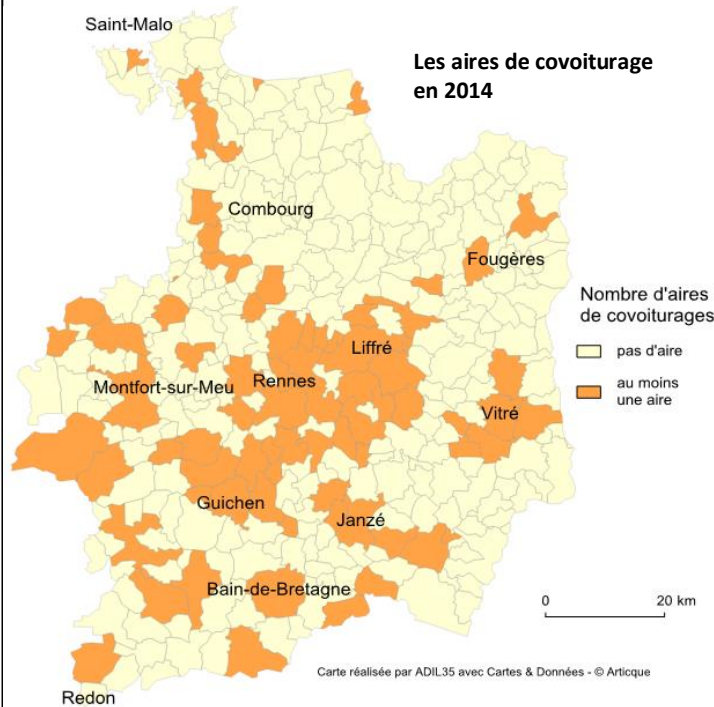 Saint-Malo
Les aires de covoiturage
en 2014
Combourg
Fougères
Nombre d'aires
de covoiturages
pas d'aire
au moins
une aire
Liffré
Montfort-sur-Meu
Rennes
Vitré
Guichen
Janzé
Bain-de-Bretagne
0
20 km
Carte réalisée par ADIL35 avec Cartes & Données - © Articque
Redon